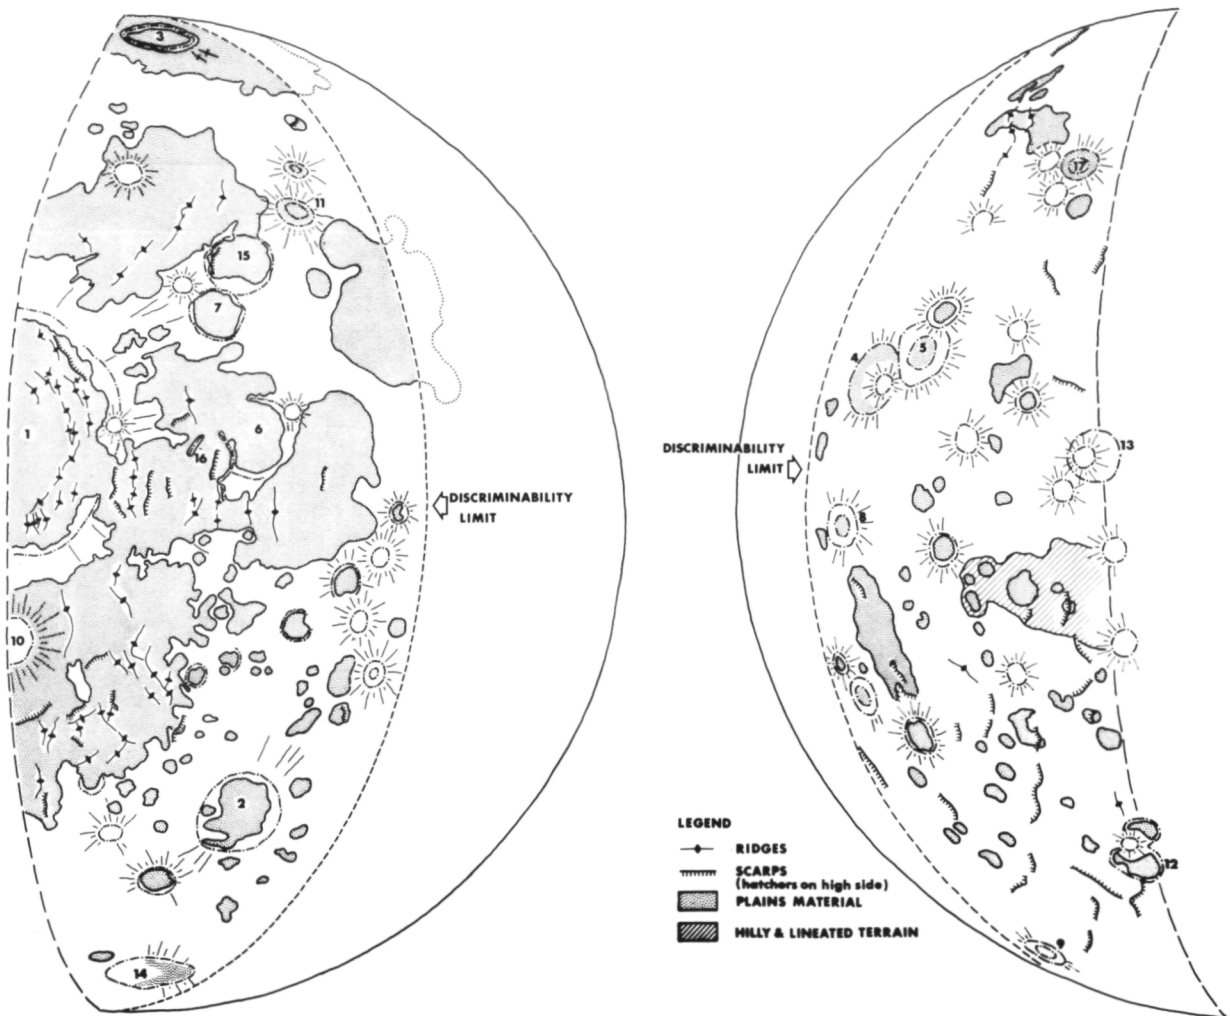 3
11
15
7
1
6
16
DISCRIMINABILITY
LIMIT
10
2
14
17
4
5
DISCRIMINABILITY
LIMIT
13
8
12
9
LEGEND
RIDGES
SCARPS
(hatchers on high side)
PLAINS MATERIAL
HILLY & LINEATED TERRAIN